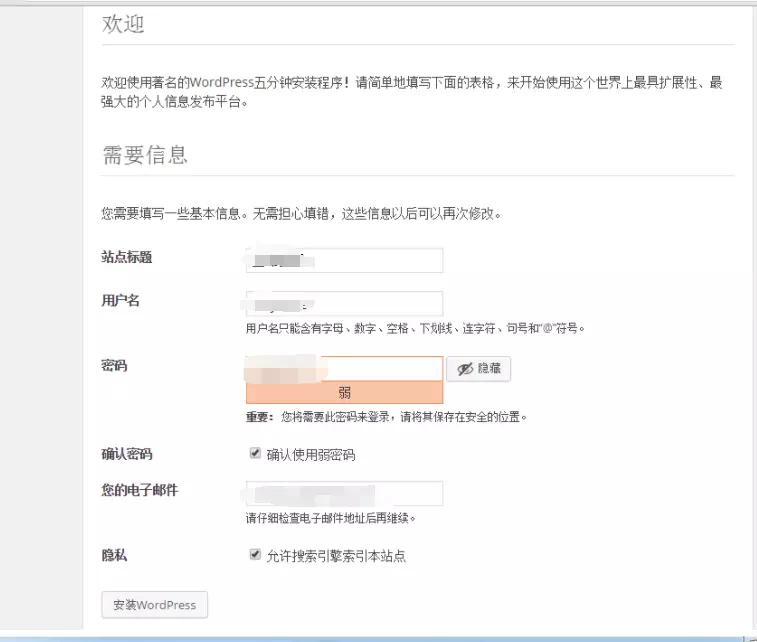 欢迎
欢迎使用著名的WordPress五分钟安装程序！请简单地填写下面的表格，来开始使用这个世界上最具扩展性、最
强大的个人信息发布平台。
需要信息
您需要填写一些基本信息。无需担心填错，这些信息以后可以再次修改。
站点标题
用户名
用户名只能含有字母、数字、空格、下划线、连字符、句号和“@”符号。
密码
隐藏
弱
重要：您将需要此密码来登录，请将其保存在安全的位置。
确认密码 确认使用弱密码
您的电子邮件
请仔细检查电子邮件地址后再继续。
隐私 允许搜索引擎索引本站点
安装WordPress